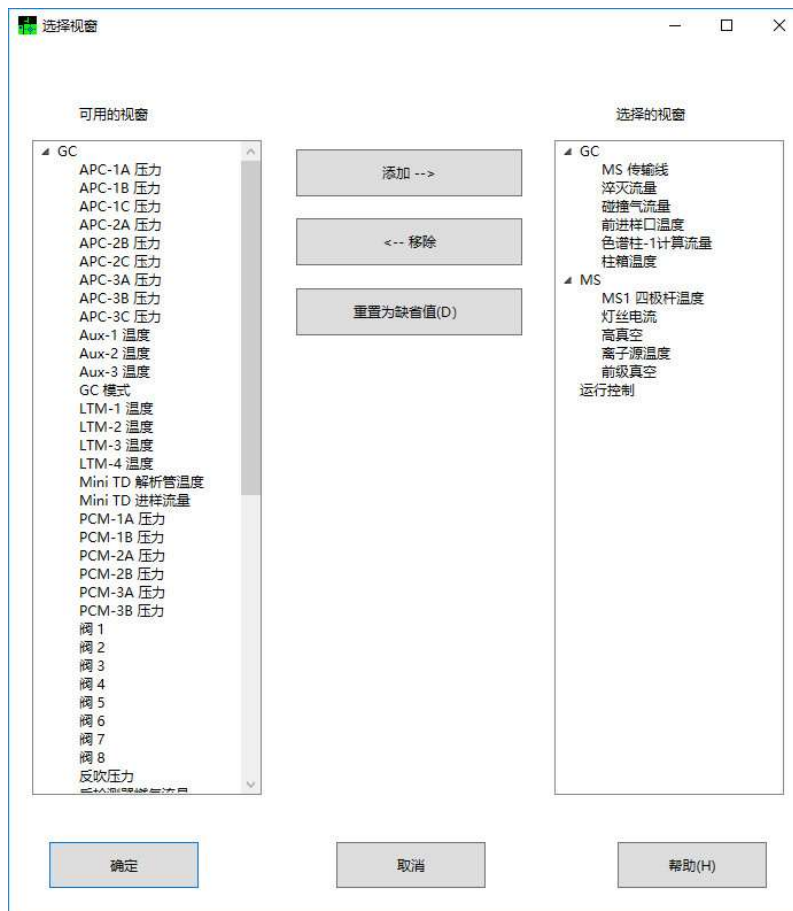 选择视窗
可用的视窗
选择的视窗
GC
APC-1A 压力
APC-1B 压力
APC-1C 压力
APC-2A 压力
APC-2B 压力
APC-2C 压力
APC-3A 压力
APC-3B 压力
APC-3C 压力
Aux-1 温度
Aux-2 温度
Aux-3 温度
GC 模式
LTM-1 温度
LTM-2 温度
LTM-3 温度
LTM-4 温度
Mini TD 解析管温度
Mini TD 进样流量
PCM-1A 压力
PCM-1B 压力
PCM-2A 压力
PCM-2B 压力
PCM-3A 压力
PCM-3B 压力
阀 1
阀 2
阀 3
阀 4
阀 5
阀 6
阀 7
阀 8
反吹压力
添加 -->
<-- 移除
重置为缺省值(D)
GC
MS 传输线
淬灭流量
碰撞气流量
前进样口温度
色谱柱-1计算流量
柱箱温度
MS
MS1 四极杆温度
灯丝电流
高真空
离子源温度
前级真空
运行控制
确定
取消
帮助(H)